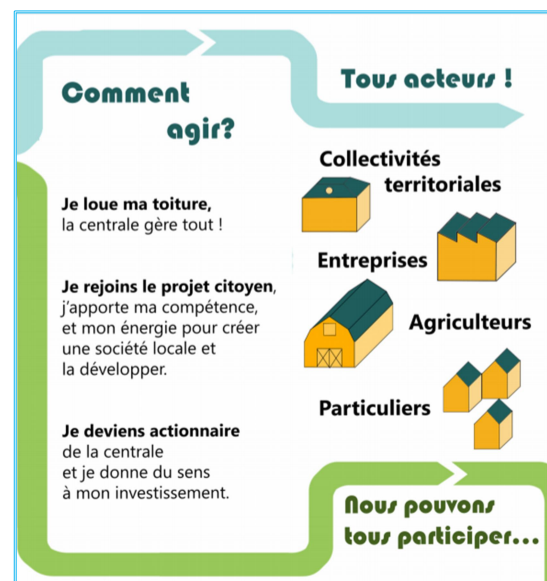 Comment
agir?
Je loue ma toiture,
la centrale gère tout !
Je rejoins le projet citoyen,
j'apporte ma compétence,
et mon énergie pour créer
une société locale et
la développer.
Je deviens actionnaire
de la centrale
et je donne du sens
à mon investissement.
Tous acteurs !
Collectivités
territoriales
Entreprises
Agriculteurs
Particuliers
Nous pouvons
tous participer...